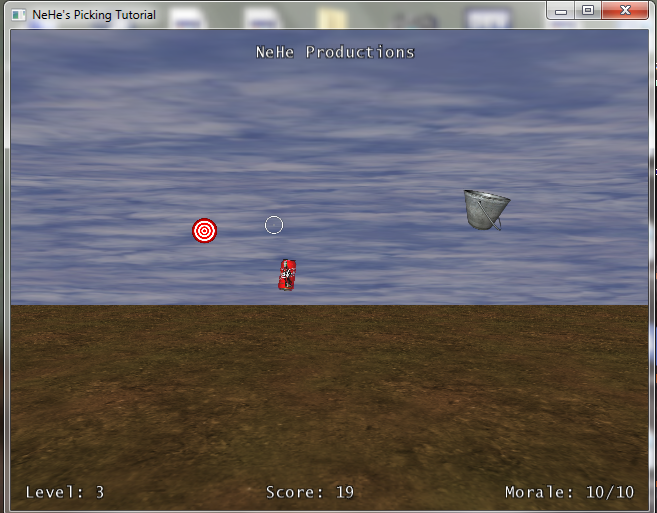 NeHe's Picking Tutorial
NeHe Productions
Level: 3
Score: 19
Morale: 10/10